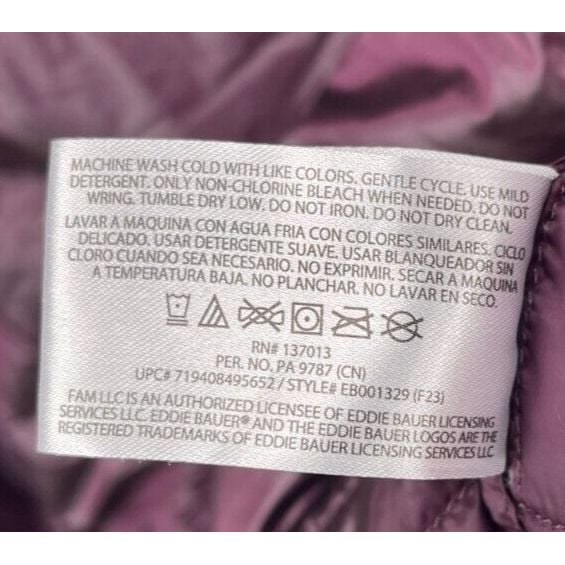 MACHINE WASH COLD WITH LIKE COLORS, GENTLE CYCLE, USE MILD
DETERGENT. ONLY NON-CHLORINE BLEACH WHEN NEEDED. DO NOT
WRING. TUMBLE DRY LOW. DO NOT IRON. DO NOT DRY CLEAN.
LAVAR A MAQUINA CON AGUA FRIA CON COLORES SIMILARES. CICLO
DELICADO. USAR DETERGENTE SUAVE. USAR BLANQUEADOR SIN
CLORO CUANDO SEA NECESARIO. NO EXPRIMIR. SECAR A MAQUINA
A TEMPERATURA BAJA. NO PLANCHAR. NO LAVAR EN SECO.
RN# 137013
PER. NO. PA 9787 (CN)
UPC# 719408495652 / STYLE# EB001329 (F23)
FAM LLC IS AN AUTHORIZED LICENSEE OF EDDIE BAUER LICENSING
SERVICES LLC. EDDIE BAUER® AND THE EDDIE BAUER LOGOS ARE THE
REGISTERED TRADEMARKS OF EDDIE BAUER LICENSING SERVICES LLC